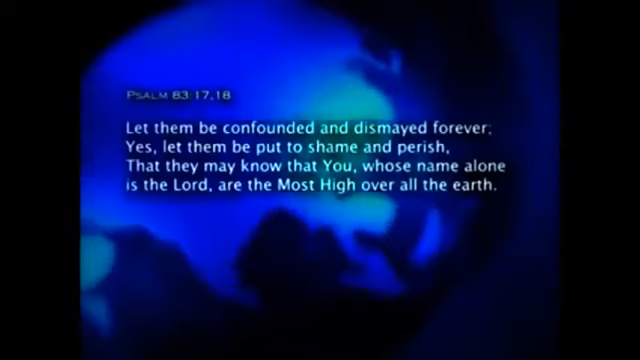 Psalm 83:17,18
Let them be confounded and dismayed forever;
Yes, let them be put to shame and perish,
That they may know that You, whose name alone
is the Lord, are the Most High over all the earth.